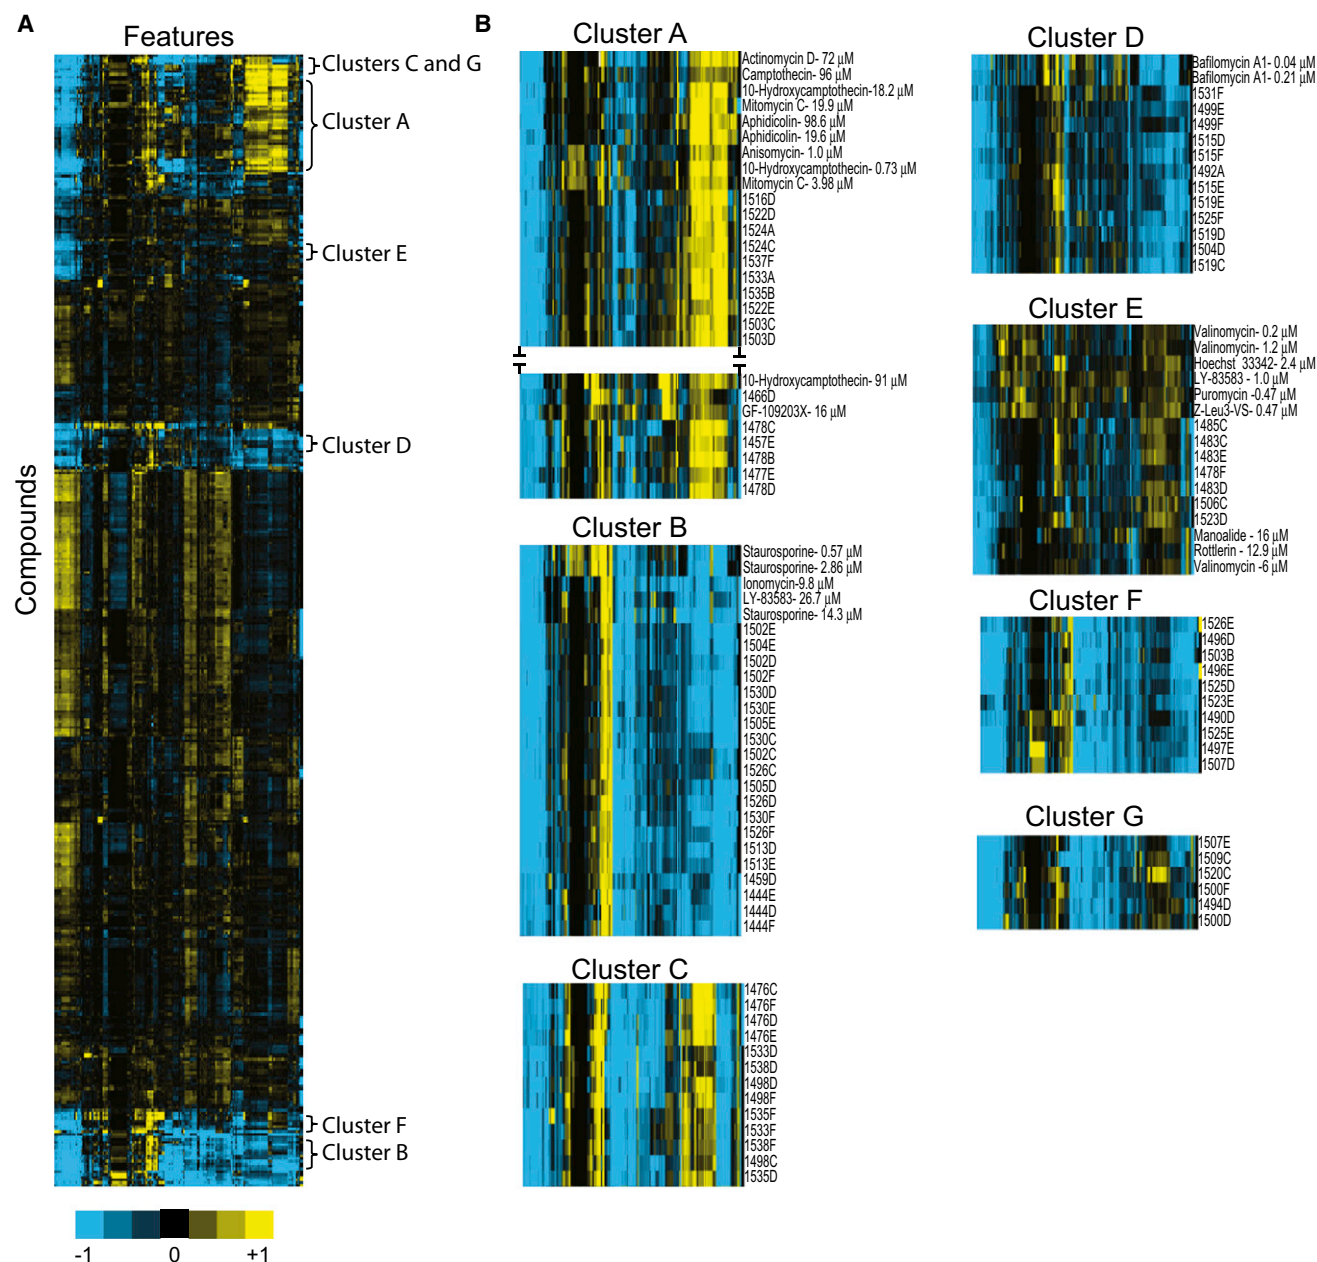 A
Features
Clusters C and G
Cluster A
Cluster E
Cluster D
Cluster F
Cluster B
Compounds
-1
0
+1
B
Cluster A
Actinomycin D- 72 µM
Camptothecin- 96 µM
10-Hydroxycamptothecin-18.2 µM
Mitomycin C- 19.9 µM
Aphidicolin- 98.6 µM
Aphidicolin- 19.6 µM
Anisomycin- 1.0 µM
10-Hydroxycamptothecin- 0.73 µM
Mitomycin C- 3.98 µM
1516D
1522D
1524A
1524C
1537F
1533A
1535B
1522E
1503C
1503D
10-Hydroxycamptothecin- 91 µM
1466D
GF-109203X- 16 µM
1478C
1457E
1478B
1477E
1478D
Cluster B
Staurosporine- 0.57 µM
Staurosporine- 2.86 µM
Ionomycin-9.8 µM
LY-83583- 26.7 µM
Staurosporine- 14.3 µM
1502E
1504E
1502D
1502F
1530D
1530E
1505E
1530C
1502C
1526C
1505D
1526D
1530F
1526F
1513D
1513E
1459D
1444E
1444D
1444F
Cluster C
1476C
1476F
1476D
1476E
1533D
1538D
1498D
1498F
1535F
1533F
1538F
1498C
1535D
Cluster D
Bafilomycin A1- 0.04 µM
Bafilomycin A1- 0.21 µM
1531F
1499E
1499F
1515D
1515F
1492A
1515E
1519E
1525F
1519D
1504D
1519C
Cluster E
Valinomycin- 0.2 µM
Valinomycin- 1.2 µM
Hoechst 33342- 2.4 µM
LY-83583 - 1.0 µM
Puromycin -0.47 µM
Z-Leu3-VS- 0.47 µM
1485C
1483C
1483E
1478F
1483D
1506C
1523D
Manoalide - 16 µM
Rottlerin - 12.9 µM
Valinomycin -6 µM
Cluster F
1526E
1496D
1503B
1496E
1525D
1523E
1490D
1525E
1497E
1507D
Cluster G
1507E
1509C
1520C
1500F
1494D
1500D